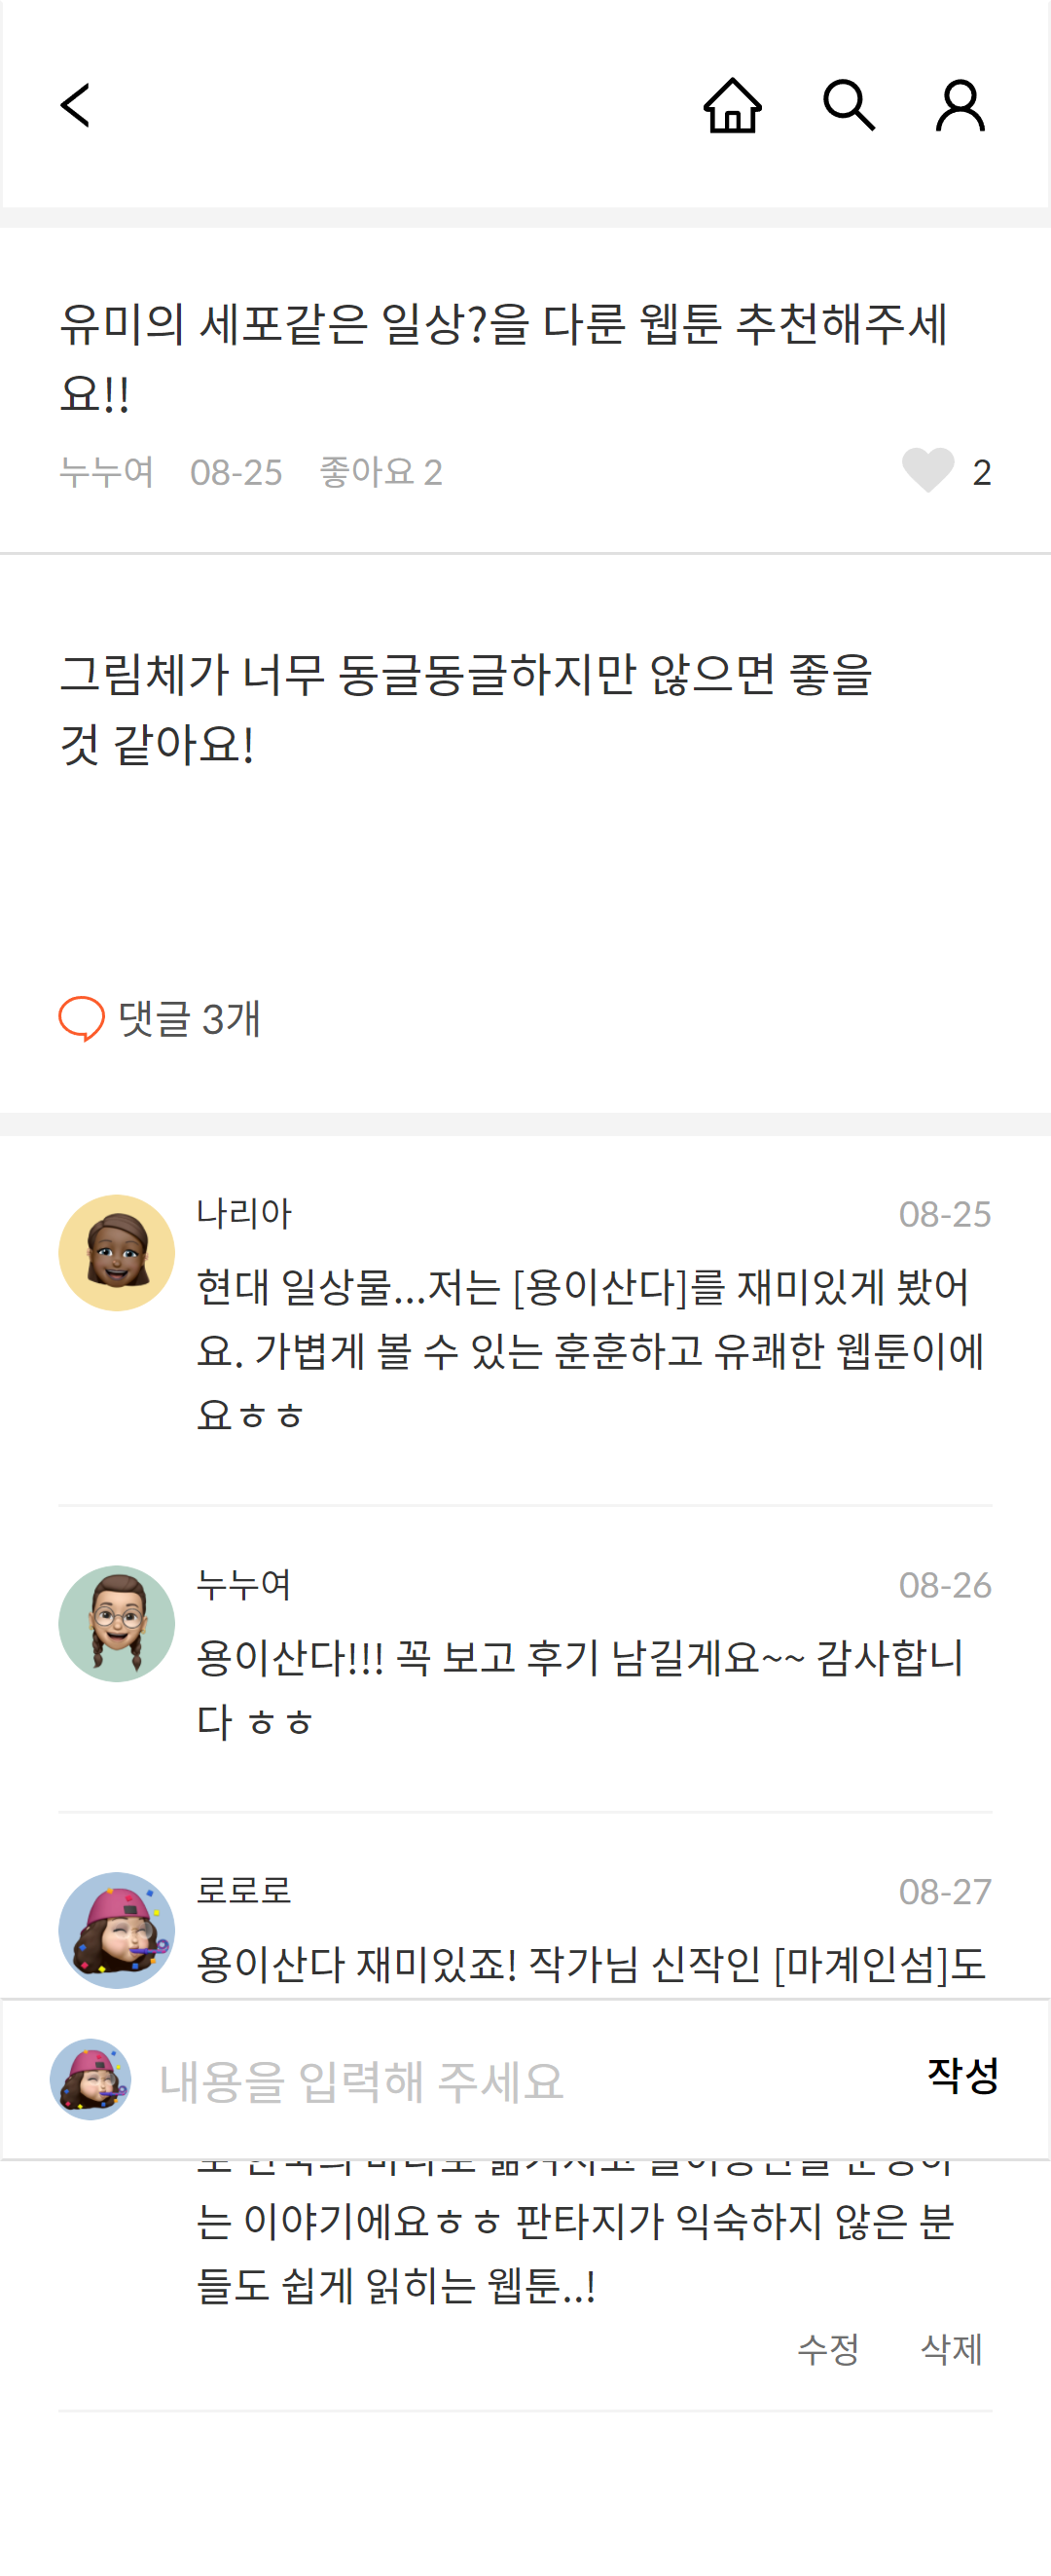 유미의 세포같은 일상?을 다룬 웹툰 추천해주세
요!!
누누여 08-25 좋아요 2 2
그림체가 너무 동글동글하지만 않으면 좋을
것 같아요!
댓글 3개
나리아 08-25
현대 일상물...저는 [용이산다]를 재미있게 봤어
요. 가볍게 볼 수 있는 훈훈하고 유쾌한 웹툰이에
요ㅎㅎ
누누여 08-26
용이산다!!! 꼭 보고 후기 남길게요~~ 감사합니
다 ㅎㅎ
로로로 08-27
용이산다 재미있죠! 작가님 신작인 [마계인섬]도
내용을 입력해 주세요 작성
는 이야기에요ㅎㅎ 판타지가 익숙하지 않은 분
들도 쉽게 읽히는 웹툰..!
수정 삭제